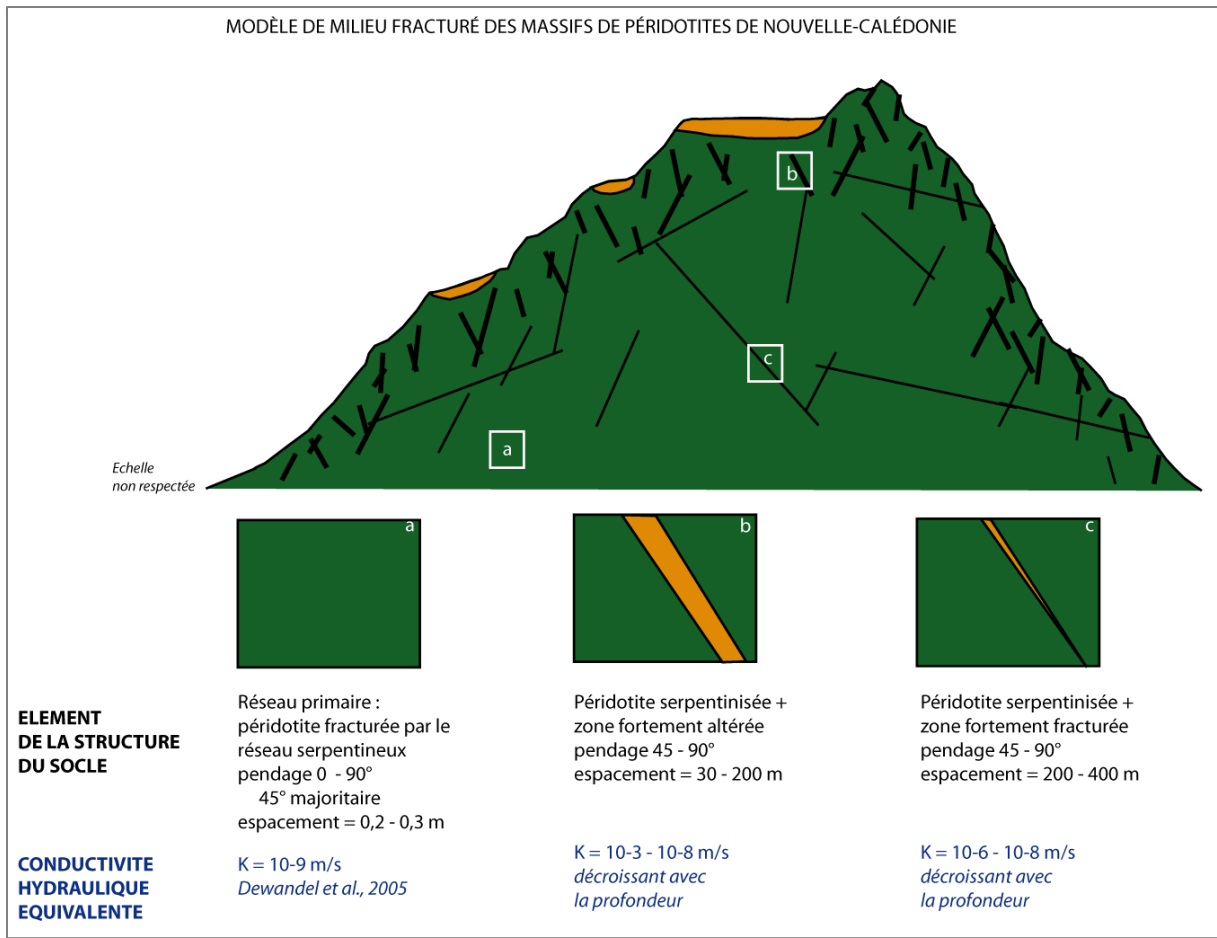 MODÈLE DE MILIEU FRACTURÉ DES MASSIFS DE PÉRIDOTITES DE NOUVELLE-CALÉDONIE
b
c
a
Echelle
non respectée
a
b
c
ELEMENT
DE LA STRUCTURE
DU SOCLE
Réseau primaire :
péridotite fracturée par le
réseau serpentineux
pendage 0 - 90°
45° majoritaire
espacement = 0,2 - 0,3 m
Péridotite serpentinisée +
zone fortement altérée
pendage 45 - 90°
espacement = 30 - 200 m
Péridotite serpentinisée +
zone fortement fracturée
pendage 45 - 90°
espacement = 200 - 400 m
CONDUCTIVITE
HYDRAULIQUE
EQUIVALENTE
K = 10-9 m/s
Dewandel et al., 2005
K = 10-3 - 10-8 m/s
décroissant avec
la profondeur
K = 10-6 - 10-8 m/s
décroissant avec
la profondeur